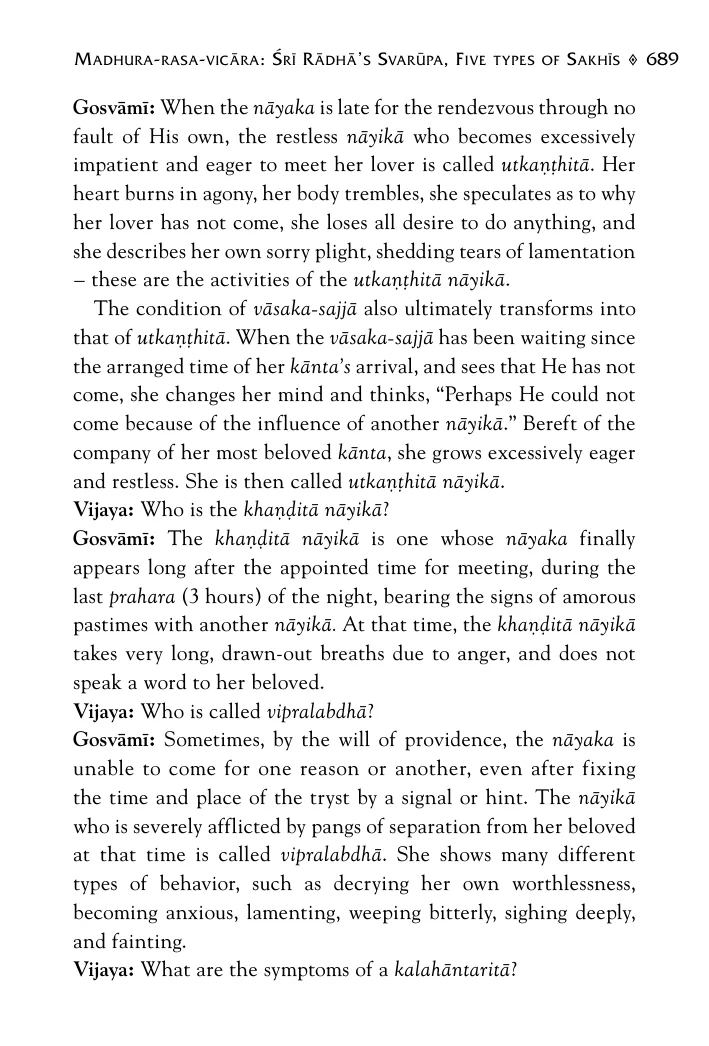 Madhura-rasa-vicāra: Śrī Rādhā's Svarūpa, Five types of Sakhīs ◊ 689
Gosvāmī: When the nāyaka is late for the rendezvous through no
fault of His own, the restless nāyikā who becomes excessively
impatient and eager to meet her lover is called utkaṇṭhitā. Her
heart burns in agony, her body trembles, she speculates as to why
her lover has not come, she loses all desire to do anything, and
she describes her own sorry plight, shedding tears of lamentation
– these are the activities of the utkaṇṭhitā nāyikā.
The condition of vāsaka-sajjā also ultimately transforms into
that of utkaṇṭhitā. When the vāsaka-sajjā has been waiting since
the arranged time of her kānta's arrival, and sees that He has not
come, she changes her mind and thinks, “Perhaps He could not
come because of the influence of another nāyikā.” Bereft of the
company of her most beloved kānta, she grows excessively eager
and restless. She is then called utkaṇṭhitā nāyikā.
Vijaya: Who is the khaṇḍitā nāyikā?
Gosvāmī: The khaṇḍitā nāyikā is one whose nāyaka finally
appears long after the appointed time for meeting, during the
last prahara (3 hours) of the night, bearing the signs of amorous
pastimes with another nāyikā. At that time, the khaṇḍitā nāyikā
takes very long, drawn-out breaths due to anger, and does not
speak a word to her beloved.
Vijaya: Who is called vipralabdhā?
Gosvāmī: Sometimes, by the will of providence, the nāyaka is
unable to come for one reason or another, even after fixing
the time and place of the tryst by a signal or hint. The nāyikā
who is severely afflicted by pangs of separation from her beloved
at that time is called vipralabdhā. She shows many different
types of behavior, such as decrying her own worthlessness,
becoming anxious, lamenting, weeping bitterly, sighing deeply,
and fainting.
Vijaya: What are the symptoms of a kalahāntaritā?